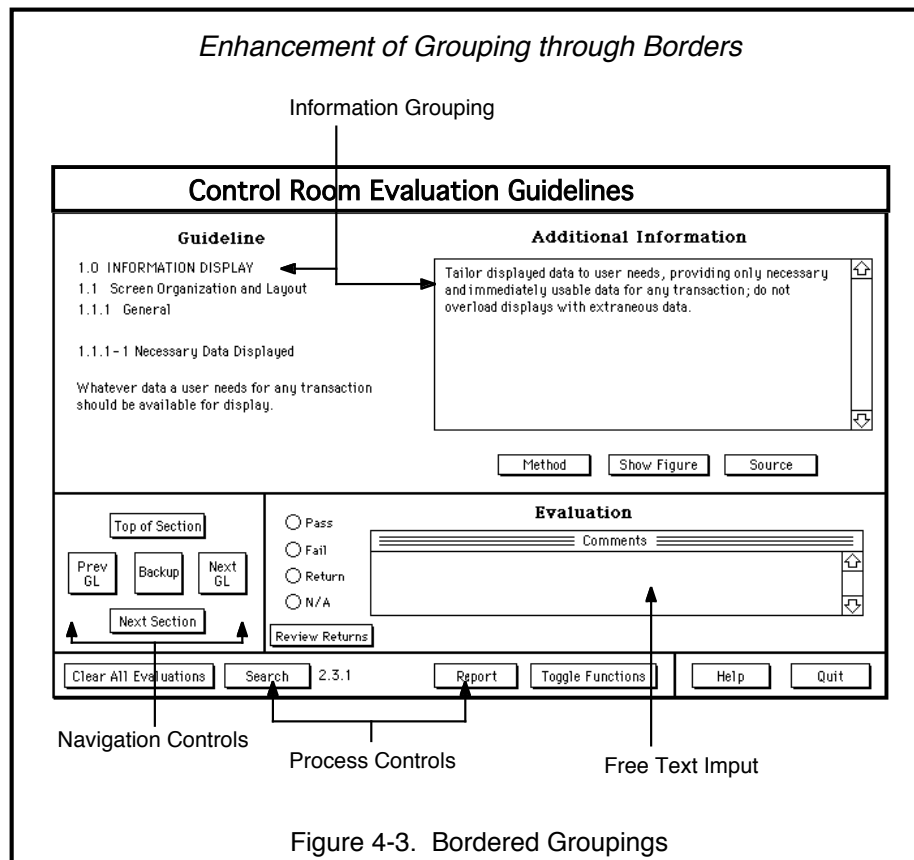 Enhancement of Grouping through Borders
Information Grouping
Control Room Evaluation Guidelines
Guideline
1.0 INFORMATION DISPLAY
1.1 Screen Organization and Layout
1.1.1 General
1.1.1-1 Necessary Data Displayed
Whatever data a user needs for any transaction
should be available for display.
Additional Information
Tailor displayed data to user needs, providing only necessary
and immediately usable data for any transaction; do not
overload displays with extraneous data.
Method
Show Figure
Source
Top of Section
Prev
GL
Backup
Next
GL
Next Section
Pass
Fail
Return
N/A
Review Returns
Evaluation
Comments
Clear All Evaluations
Search
2.3.1
Report
Toggle Functions
Help
Quit
Navigation Controls
Process Controls
Free Text Imput
Figure 4-3. Bordered Groupings